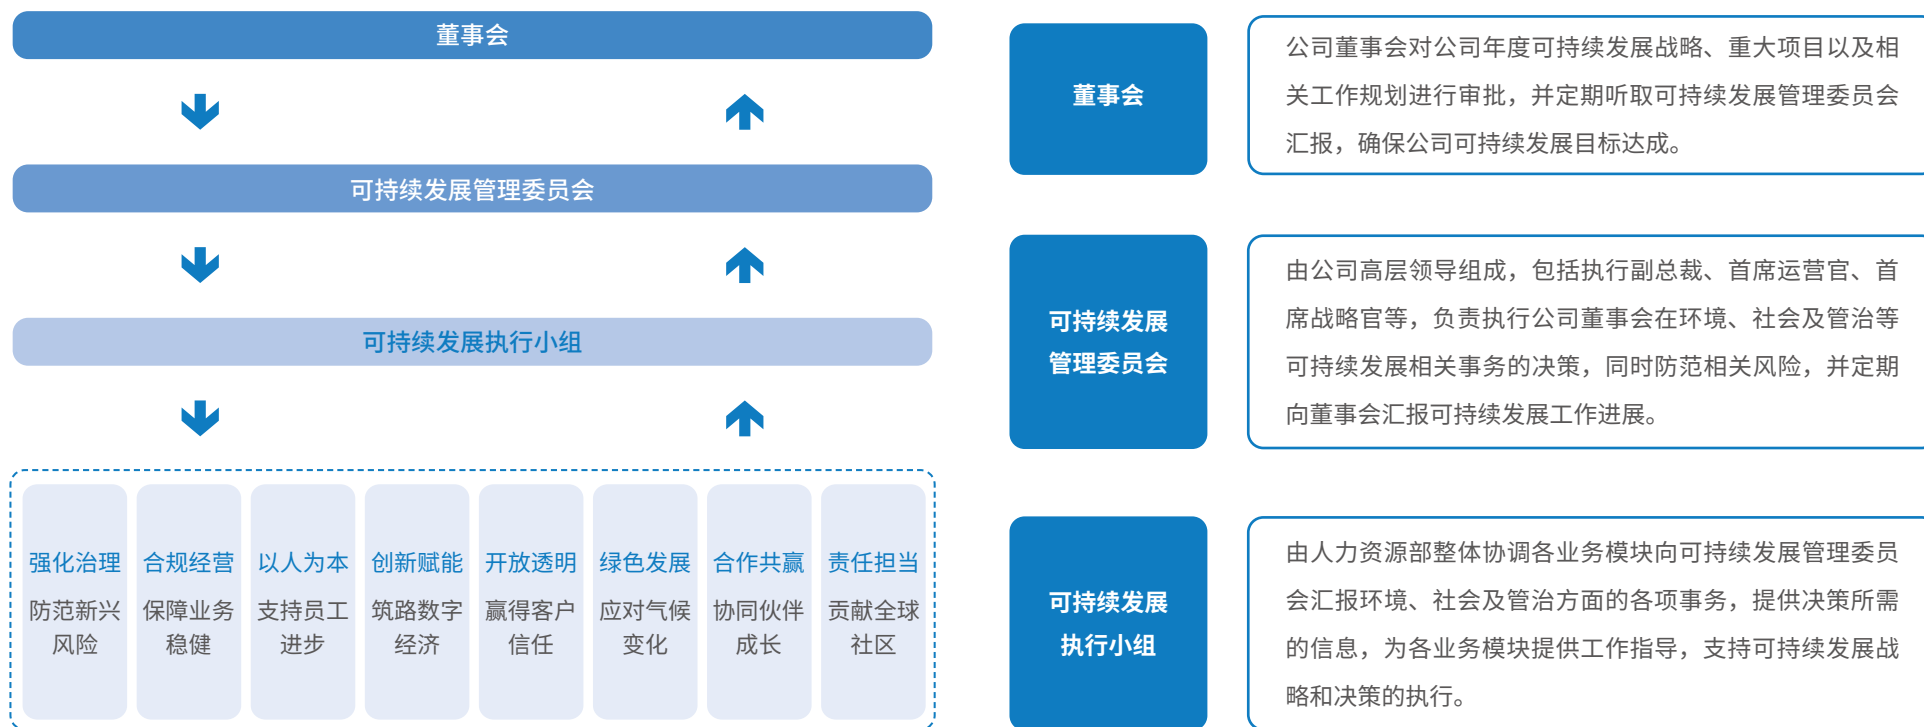 董事会
可持续发展管理委员会
可持续发展执行小组
强化治理
防范新兴
风险
合规经营
保障业务
稳健
以人为本
支持员工
进步
创新赋能
筑路数字
经济
开放透明
赢得客户
信任
绿色发展
应对气候
变化
合作共赢
协同伙伴
成长
责任担当
贡献全球
社区
董事会
公司董事会对公司年度可持续发展战略、重大项目以及相
关工作规划进行审批，并定期听取可持续发展管理委员会
汇报，确保公司可持续发展目标达成。
可持续发展
管理委员会
由公司高层领导组成，包括执行副总裁、首席运营官、首
席战略官等，负责执行公司董事会在环境、社会及管治等
可持续发展相关事务的决策，同时防范相关风险，并定期
向董事会汇报可持续发展工作进展。
可持续发展
执行小组
由人力资源部整体协调各业务模块向可持续发展管理委员
会汇报环境、社会及管治方面的各项事务，提供决策所需
的信息，为各业务模块提供工作指导，支持可持续发展战
略和决策的执行。